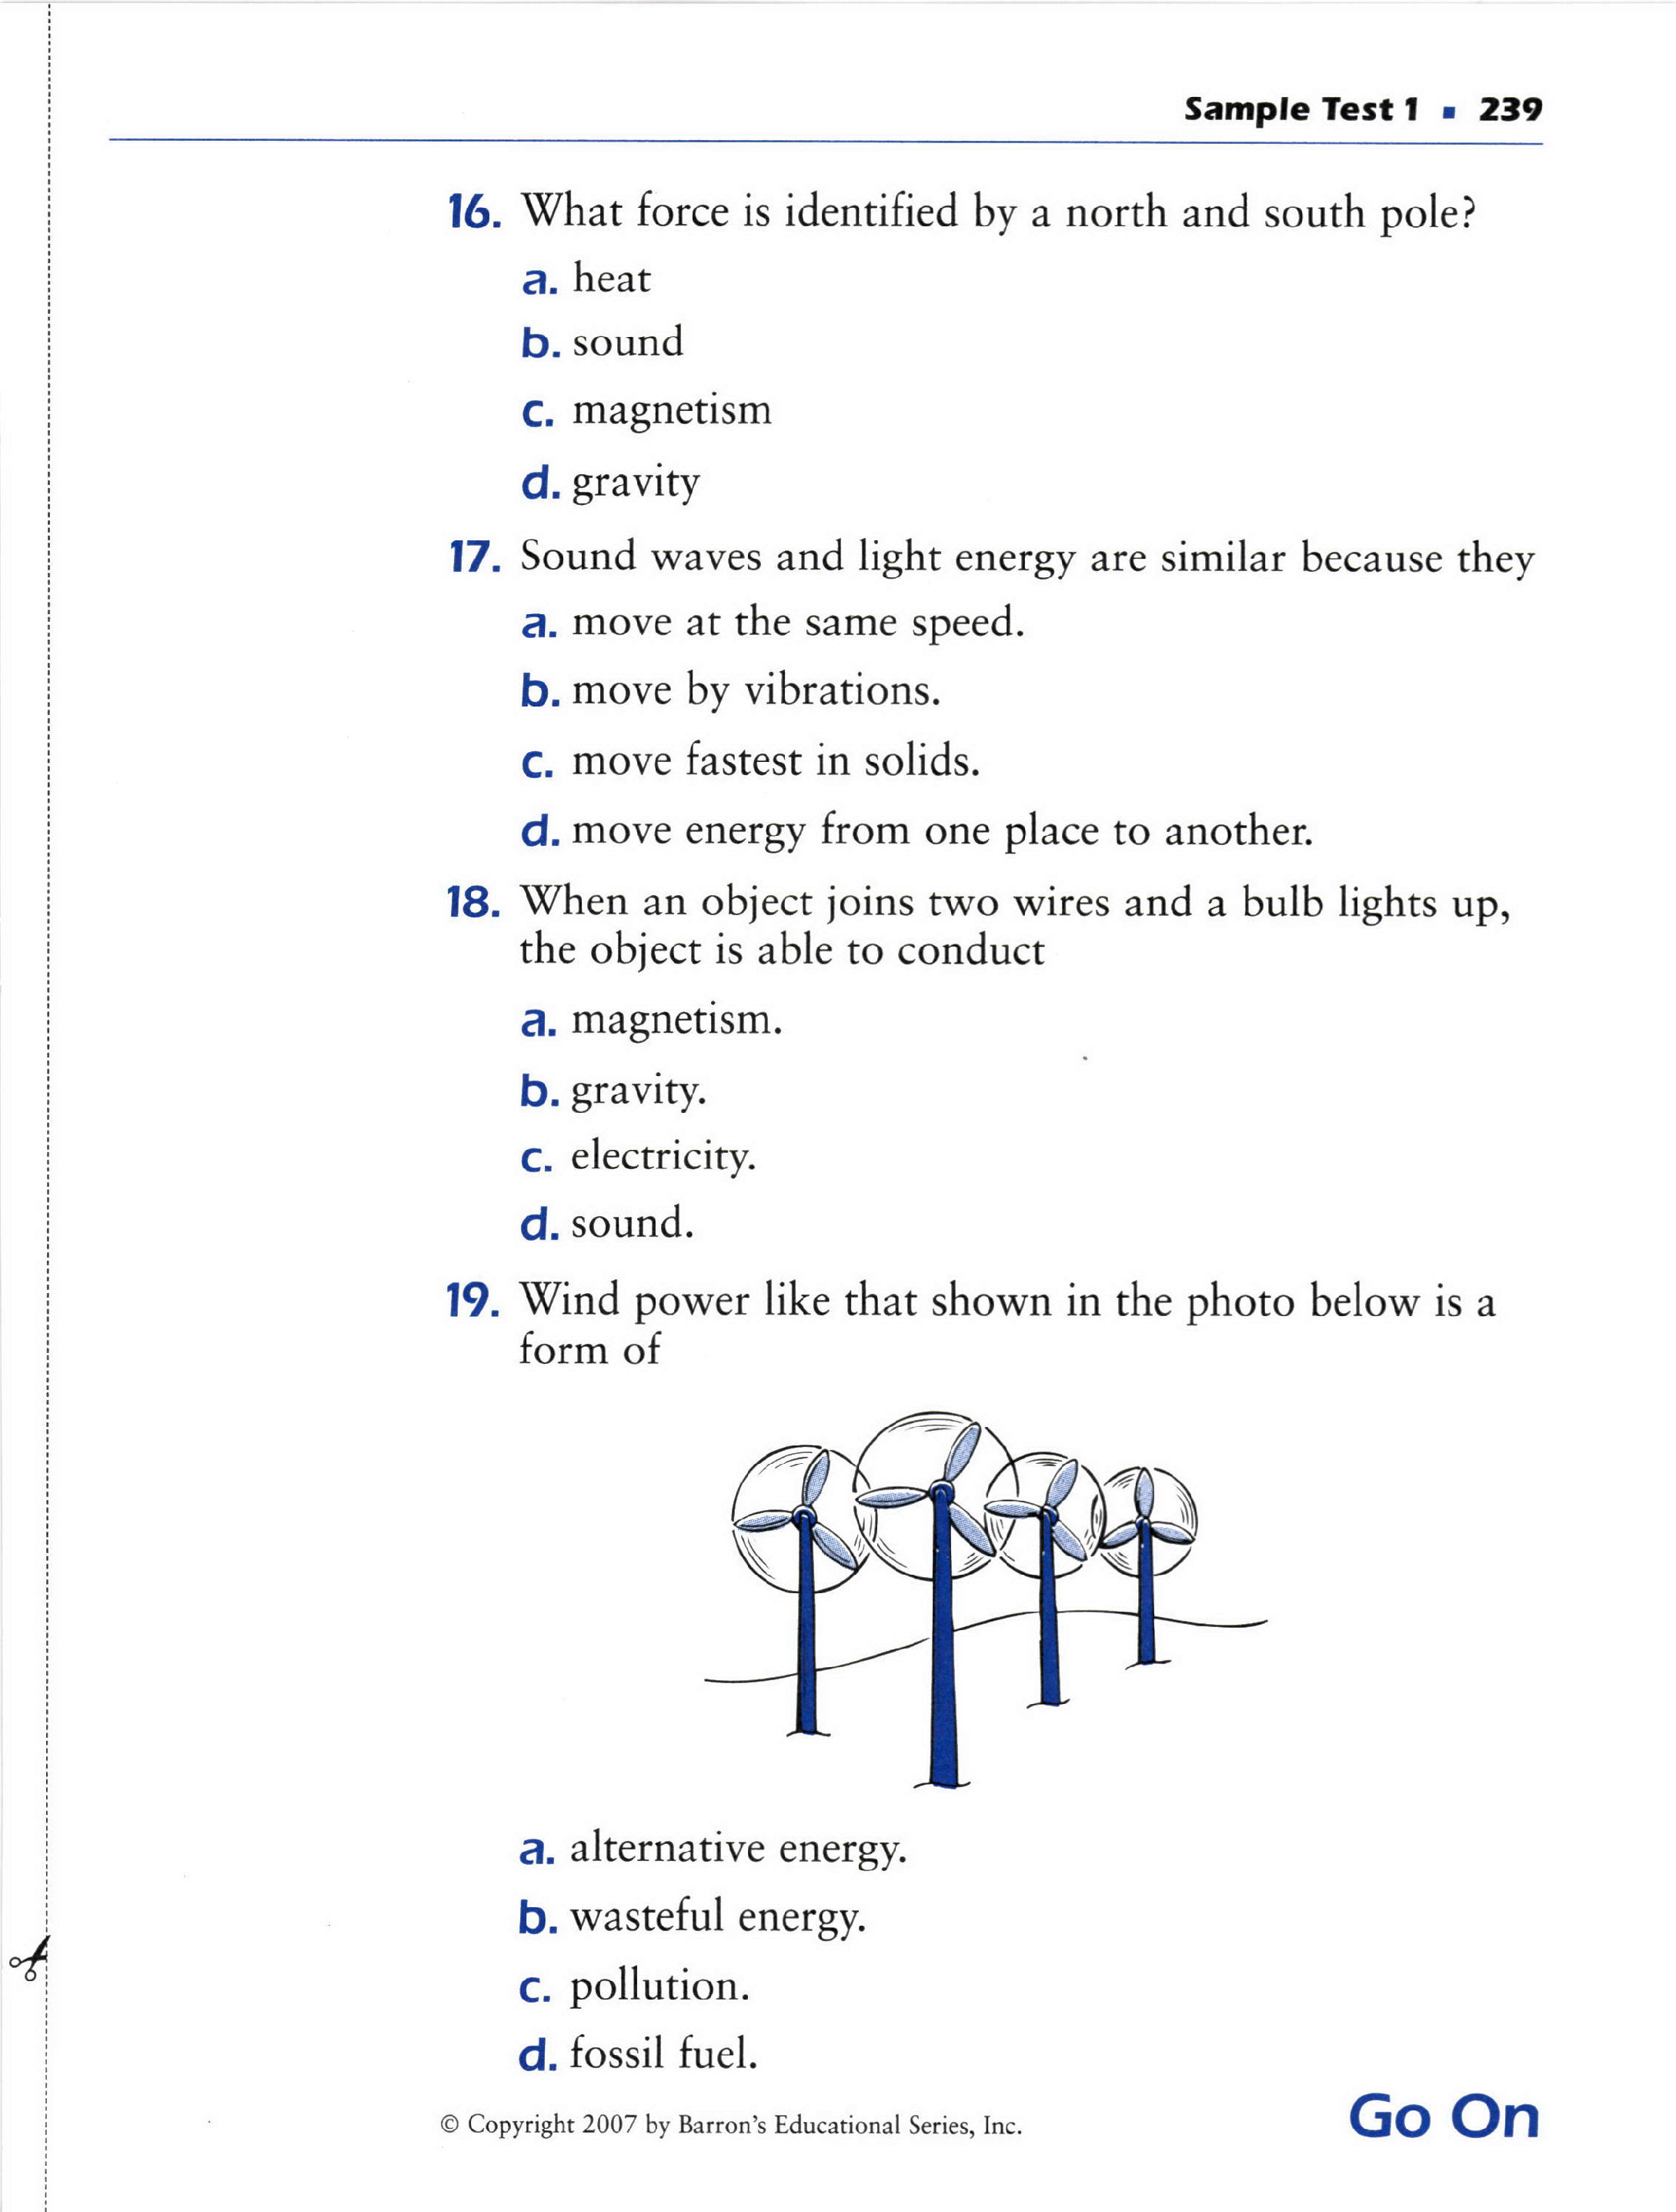 Sample Test 1 ▪ 239
16. What force is identified by a north and south pole?
a. heat
b. sound
c. magnetism
d. gravity
17. Sound waves and light energy are similar because they
a. move at the same speed.
b. move by vibrations.
c. move fastest in solids.
d. move energy from one place to another.
18. When an object joins two wires and a bulb lights up,
the object is able to conduct
a. magnetism.
b. gravity.
c. electricity.
d. sound.
19. Wind power like that shown in the photo below is a
form of
a. alternative energy.
b. wasteful energy.
c. pollution.
d. fossil fuel.
© Copyright 2007 by Barron's Educational Series, Inc.
Go On